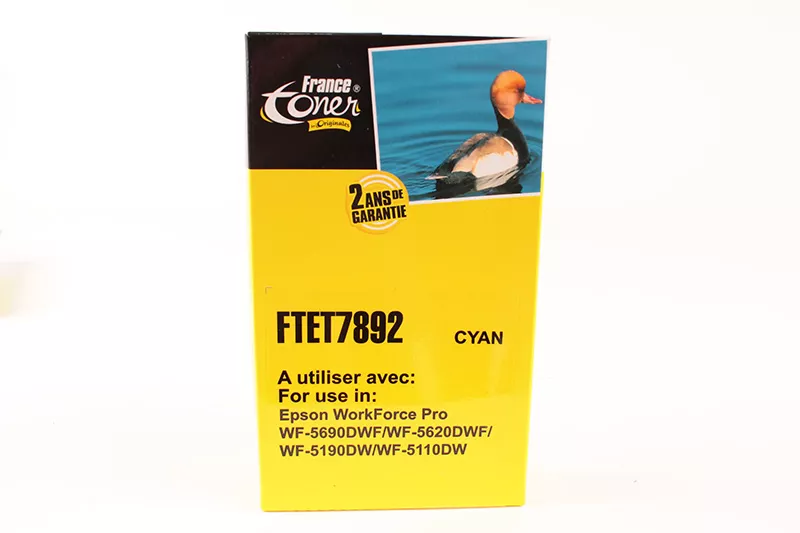 France ®
toner
les Originales
2 ANS DE
GARANTIE
FTET7892
CYAN
A utiliser avec:
For use in:
Epson WorkForce Pro
WF-5690DWF/WF-5620DWF/
WF-5190DW/WF-5110DW